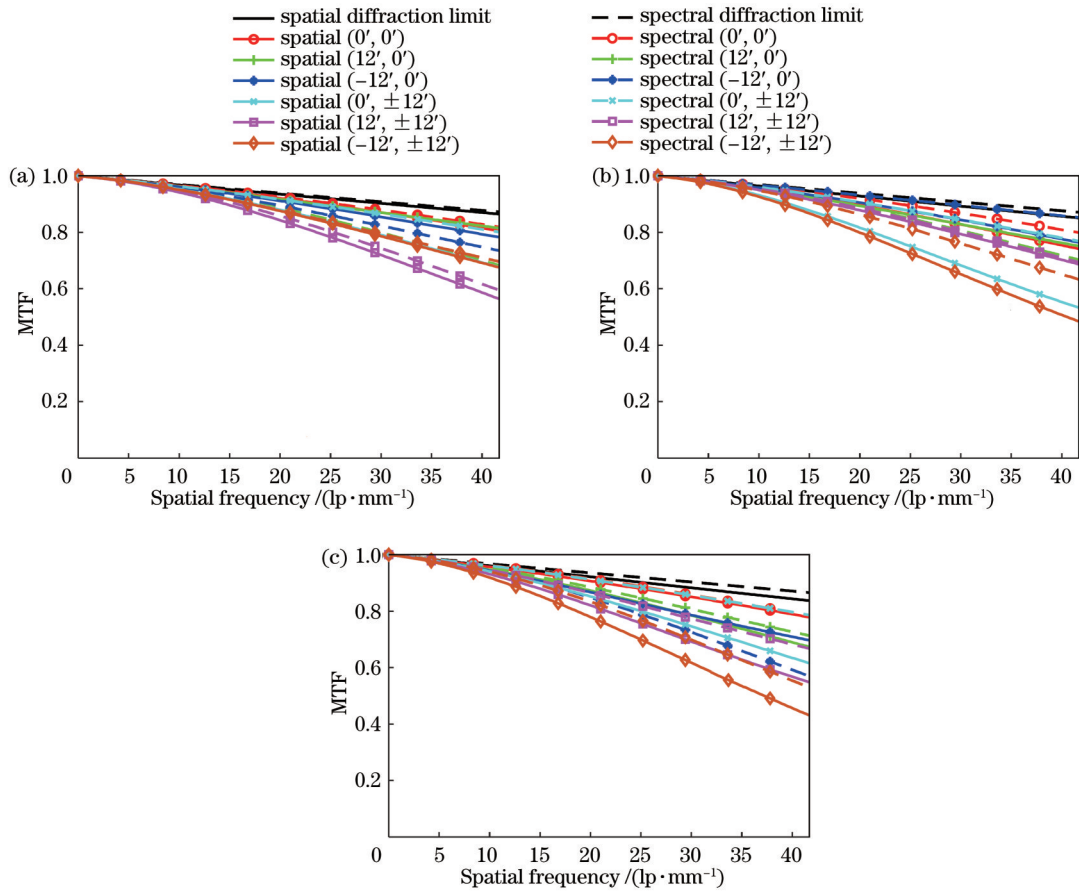 spatial diffraction limit
spatial (0′, 0′)
spatial (12′, 0′)
spatial (−12′, 0′)
spatial (0′, ±12′)
spatial (12′, ±12′)
spatial (−12′, ±12′)
spectral diffraction limit
spectral (0′, 0′)
spectral (12′, 0′)
spectral (−12′, 0′)
spectral (0′, ±12′)
spectral (12′, ±12′)
spectral (−12′, ±12′)
(a)
1.0
0.8
0.6
0.4
0.2
MTF
0 5 10 15 20 25 30 35 40
Spatial frequency /(lp·mm⁻¹)
(b)
1.0
0.8
0.6
0.4
0.2
MTF
0 5 10 15 20 25 30 35 40
Spatial frequency /(lp·mm⁻¹)
(c)
1.0
0.8
0.6
0.4
0.2
MTF
0 5 10 15 20 25 30 35 40
Spatial frequency /(lp·mm⁻¹)